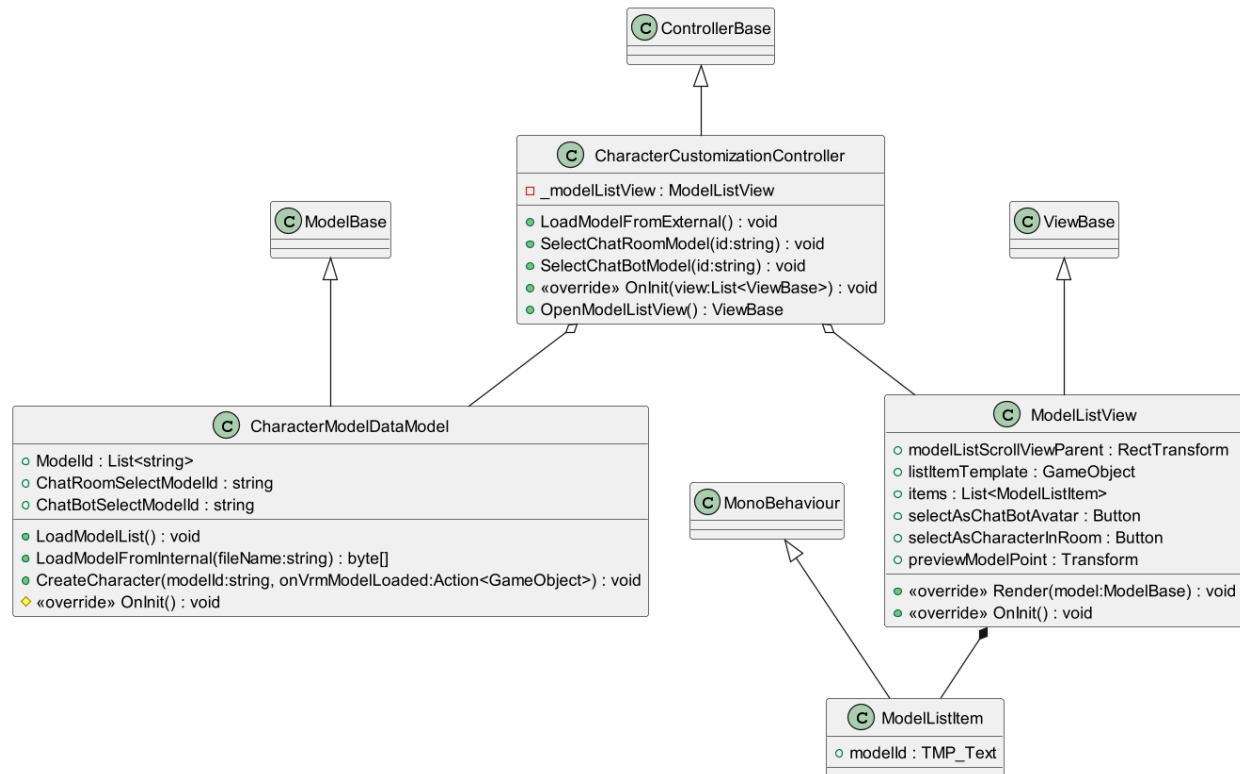 C ControllerBase
C CharacterCustomizationController
_modelListView : ModelListView
LoadModelFromExternal() : void
SelectChatRoomModel(id:string) : void
SelectChatBotModel(id:string) : void
«override» OnInit(view:List<ViewBase>) : void
OpenModelListView() : ViewBase
C ModelBase
C ViewBase
C CharacterModelDataModel
ModelId : List<string>
ChatRoomSelectModelId : string
ChatBotSelectModelId : string
LoadModelList() : void
LoadModelFromInternal(fileName:string) : byte[]
CreateCharacter(modelId:string, onVrmModelLoaded:Action<GameObject>) : void
«override» OnInit() : void
C ModelListView
modelListScrollViewParent : RectTransform
listItemTemplate : GameObject
items : List<ModelListItem>
selectAsChatBotAvatar : Button
selectAsCharacterInRoom : Button
previewModelPoint : Transform
«override» Render(model:ModelBase) : void
«override» OnInit() : void
C MonoBehaviour
C ModelListItem
modelId : TMP_Text